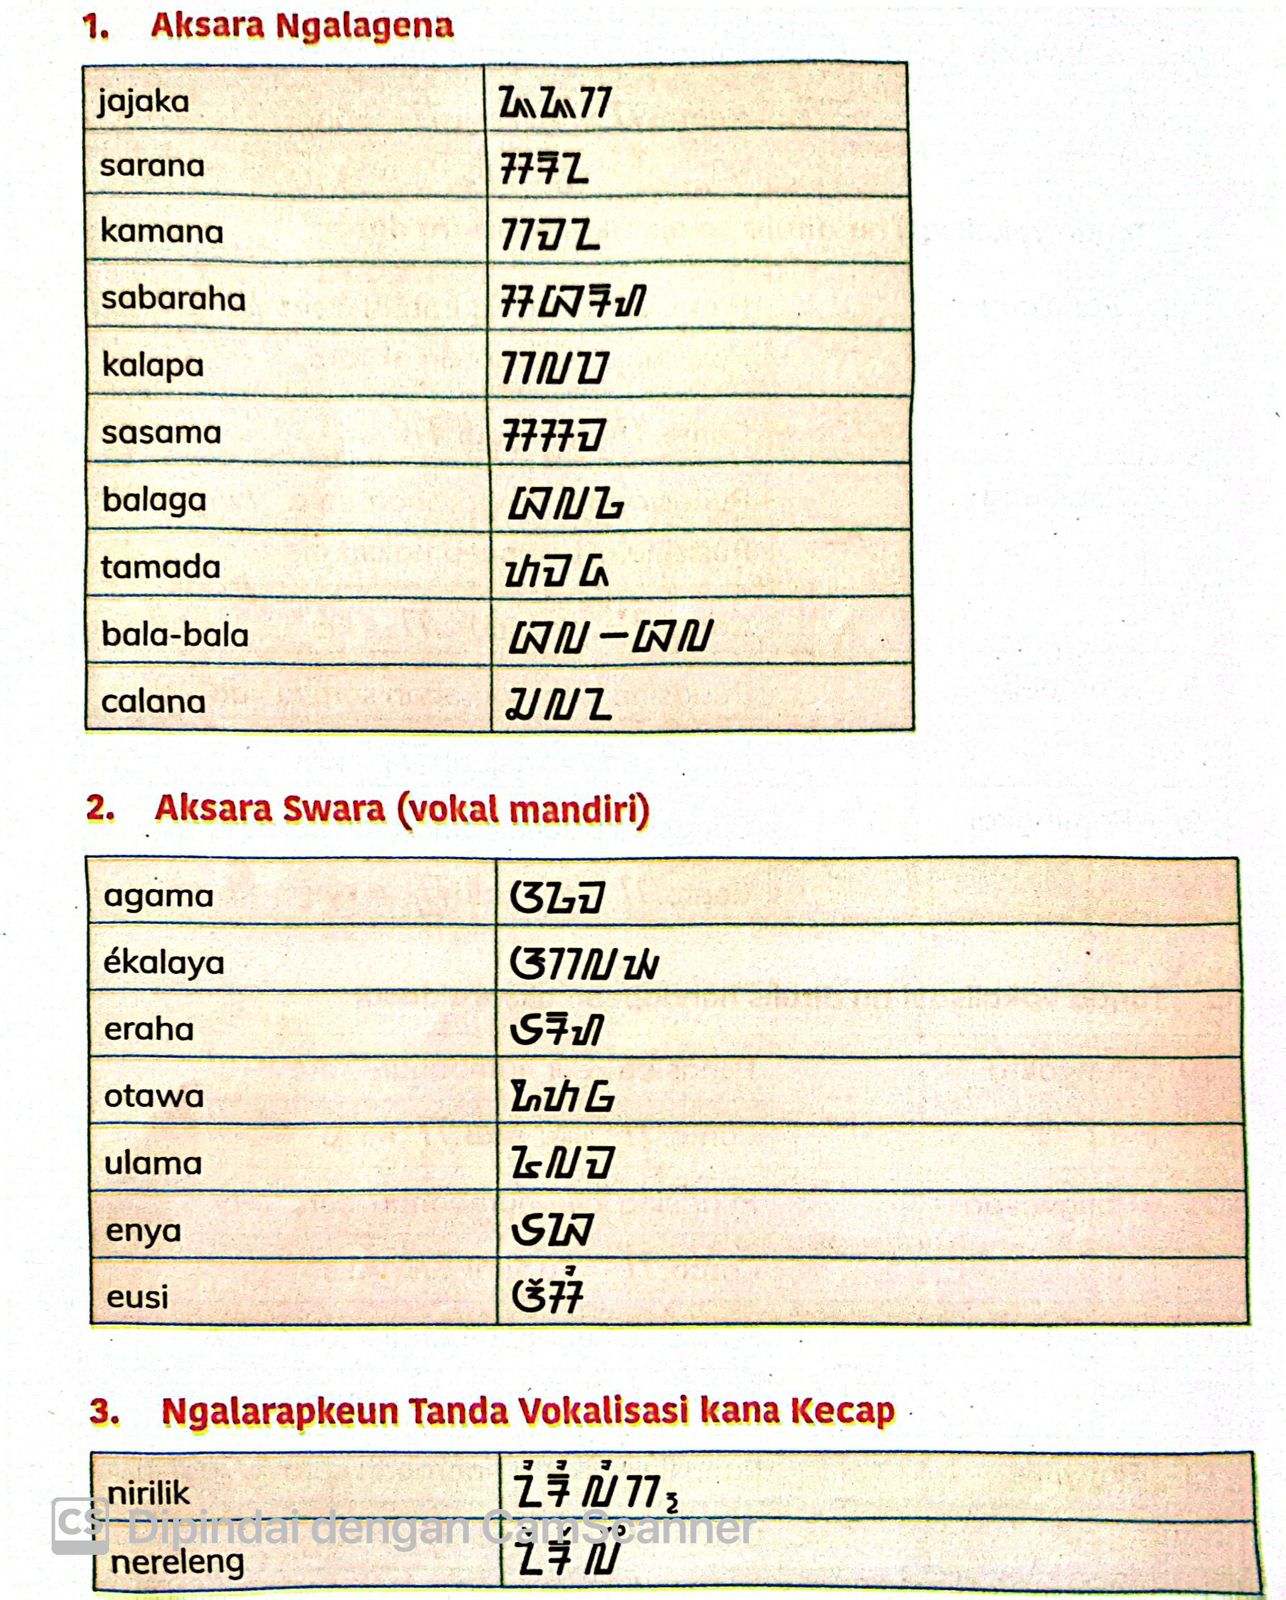 1. Aksara Ngalagena
jajaka ᮏᮏᮊ
sarana ᮞᮛᮔ
kamana ᮊᮙᮔ
sabaraha ᮞᮘᮛᮠ
kalapa ᮊᮜᮕ
sasama ᮞᮞᮙ
balaga ᮘᮜᮌ
tamada ᮒᮙᮓ
bala-bala ᮘᮜ–ᮘᮜ
calana ᮎᮜᮔ
2. Aksara Swara (vokal mandiri)
agama ᮃᮌᮙ
ékalaya ᮆᮊᮜᮚ
eraha ᮈᮛᮠ
otawa ᮇᮒᮝ
ulama ᮅᮜᮙ
enya ᮈᮑ
eusi ᮉᮞᮤ
3. Ngalarapkeun Tanda Vokalisasi kana Kecap
nirilik ᮔᮤᮛᮤᮜᮤᮊ᮪
nereleng
CS Dipindai dengan CamScanner